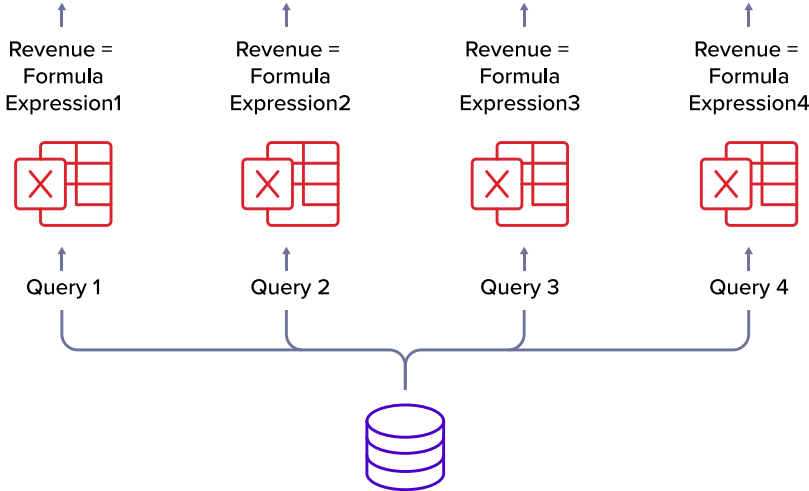 Revenue =
Formula
Expression1
Revenue =
Formula
Expression2
Revenue =
Formula
Expression3
Revenue =
Formula
Expression4
X
X
X
X
Query 1
Query 2
Query 3
Query 4